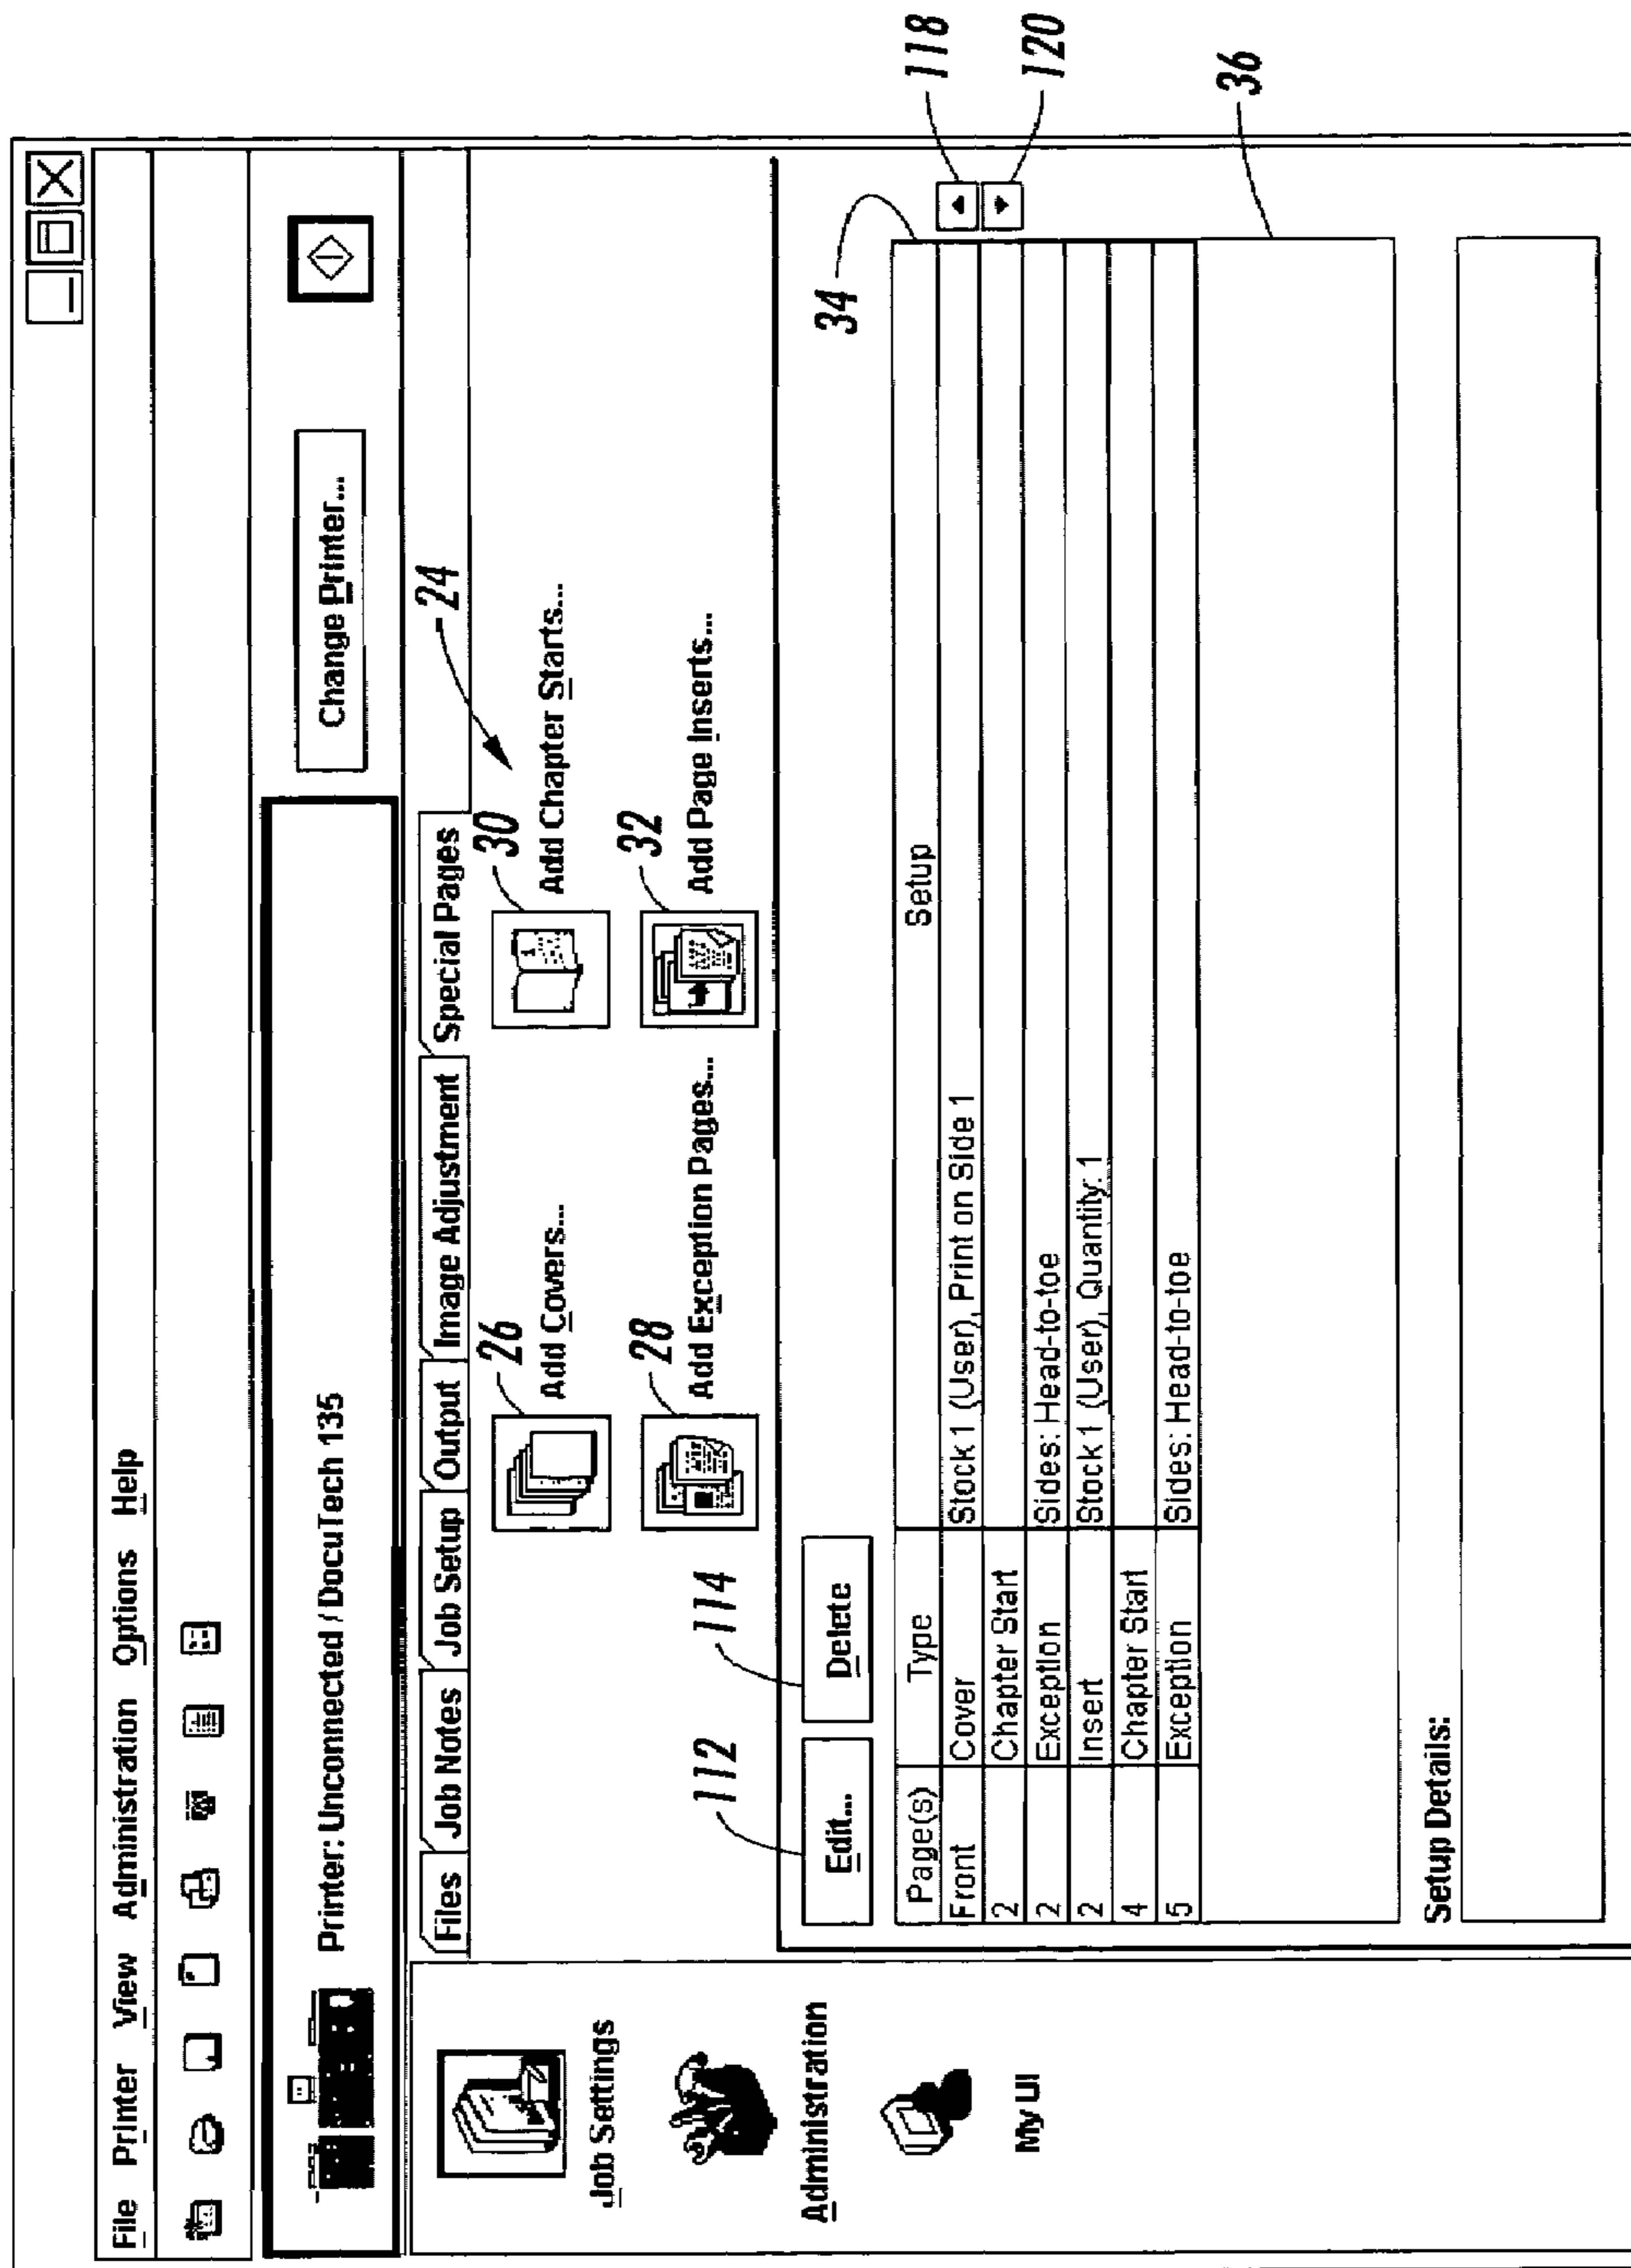 File Printer View Administration Options Help
Printer: Unconnected / DocuTech 135
Change Printer...
Files Job Notes Job Setup Output Image Adjustment Special Pages
24
26
Add Covers...
30
Add Chapter Starts...
28
Add Exception Pages...
32
Add Page Inserts...
Job Settings
Administration
My UI
112
114
34
Edit... Delete
Page(s) Type Setup
Front Cover Stock 1 (User), Print on Side 1
2 Chapter Start
2 Exception Sides: Head-to-toe
2 Insert Stock 1 (User), Quantity: 1
4 Chapter Start
5 Exception Sides: Head-to-toe
118
120
36
Setup Details: